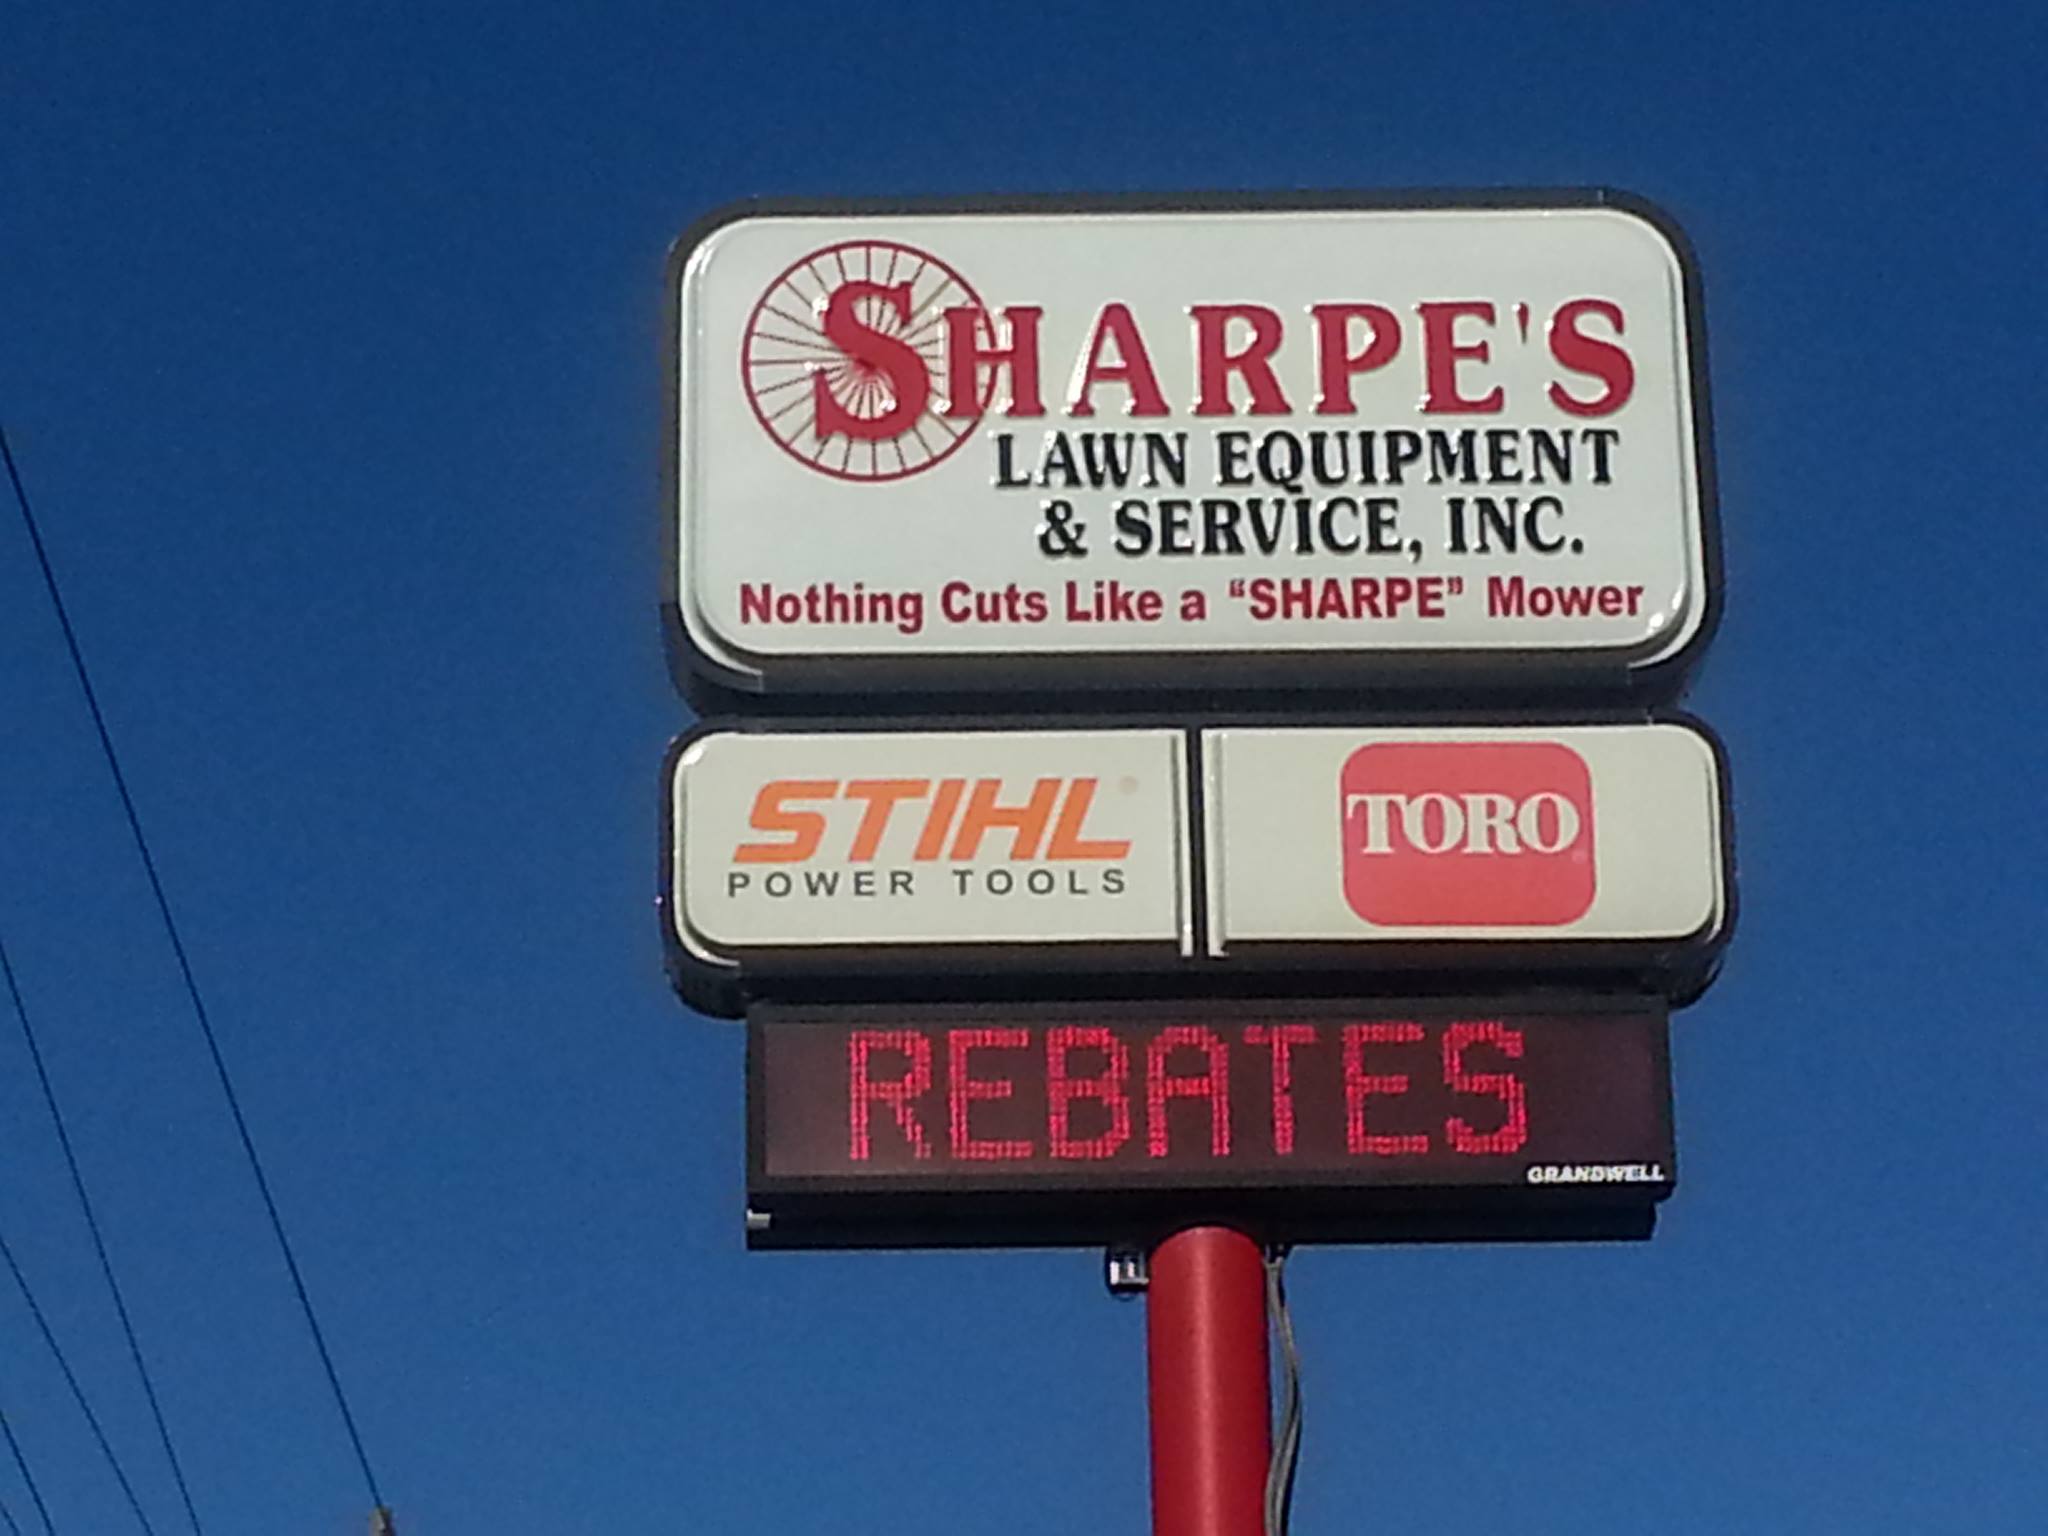 SHARPE'S
LAWN EQUIPMENT
& SERVICE, INC.
Nothing Cuts Like a “SHARPE” Mower
STIHL®
POWER TOOLS
TORO
REBATES
GRANDWELL